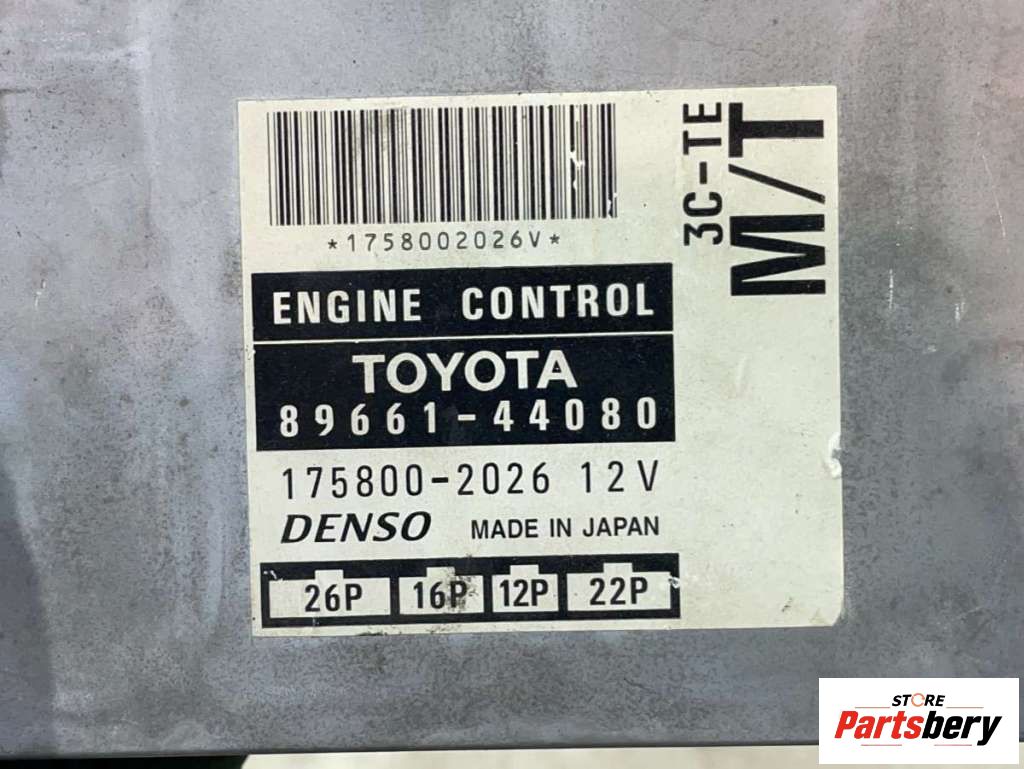 *1758002026V*
3C-TE
M/T
ENGINE CONTROL
TOYOTA
89661-44080
175800-2026 12V
DENSO MADE IN JAPAN
26P 16P 12P 22P
STORE
Partsbery